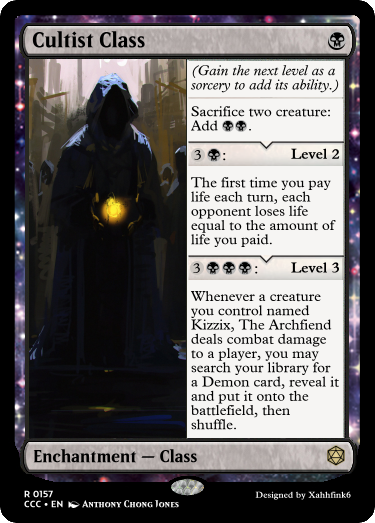 Cultist Class
(Gain the next level as a
sorcery to add its ability.)
Sacrifice two creature:
Add .
3 : Level 2
The first time you pay
life each turn, each
opponent loses life
equal to the amount of
life you paid.
3 : Level 3
Whenever a creature
you control named
Kizzix, The Archfiend
deals combat damage
to a player, you may
search your library for
a Demon card, reveal it
and put it onto the
battlefield, then
shuffle.
Enchantment — Class
R 0157
CCC • EN Anthony Chong Jones
Designed by Xahhfink6